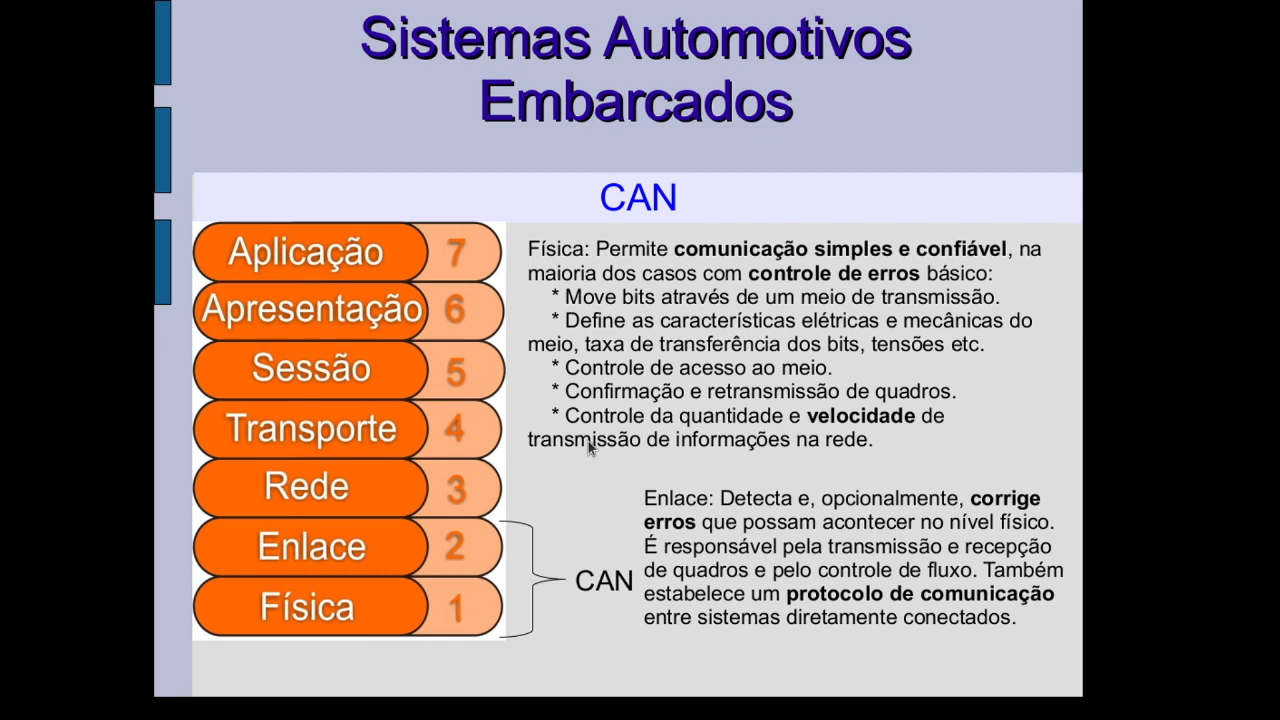 Sistemas Automotivos
Embarcados
CAN
Aplicação 7
Apresentação 6
Sessão 5
Transporte 4
Rede 3
Enlace 2
Física 1
CAN
Física: Permite comunicação simples e confiável, na
maioria dos casos com controle de erros básico:
* Move bits através de um meio de transmissão.
* Define as características elétricas e mecânicas do
meio, taxa de transferência dos bits, tensões etc.
* Controle de acesso ao meio.
* Confirmação e retransmissão de quadros.
* Controle da quantidade e velocidade de
transmissão de informações na rede.
Enlace: Detecta e, opcionalmente, corrige
erros que possam acontecer no nível físico.
É responsável pela transmissão e recepção
de quadros e pelo controle de fluxo. Também
estabelece um protocolo de comunicação
entre sistemas diretamente conectados.